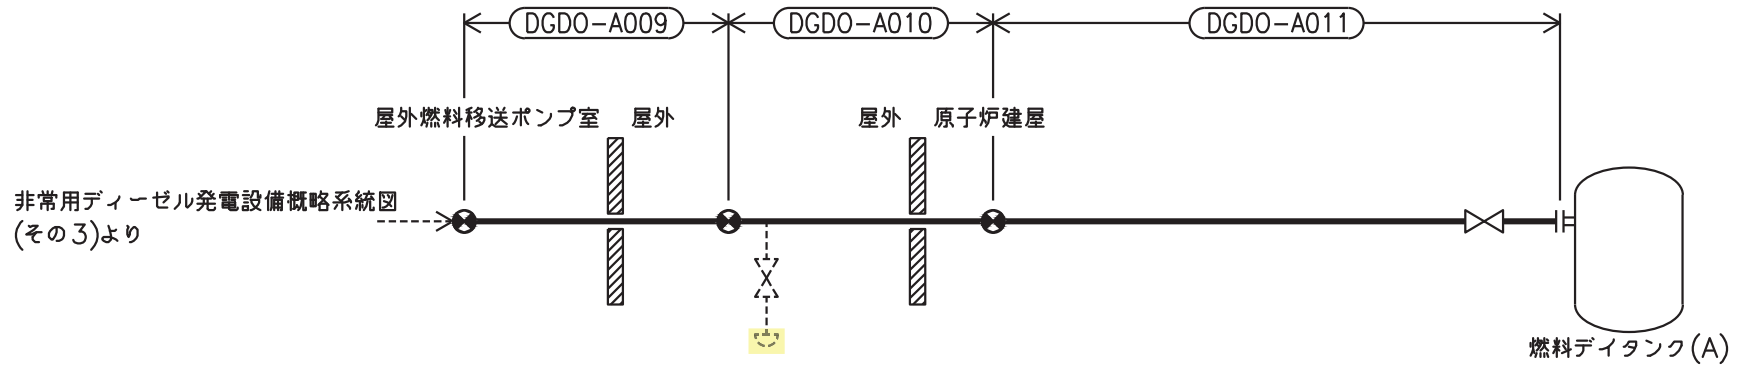 DGDO-A009
DGDO-A010
DGDO-A011
屋外燃料移送ポンプ室
屋外
屋外
原子炉建屋
非常用ディーゼル発電設備概略系統図
(その3)より
燃料デイタンク(A)